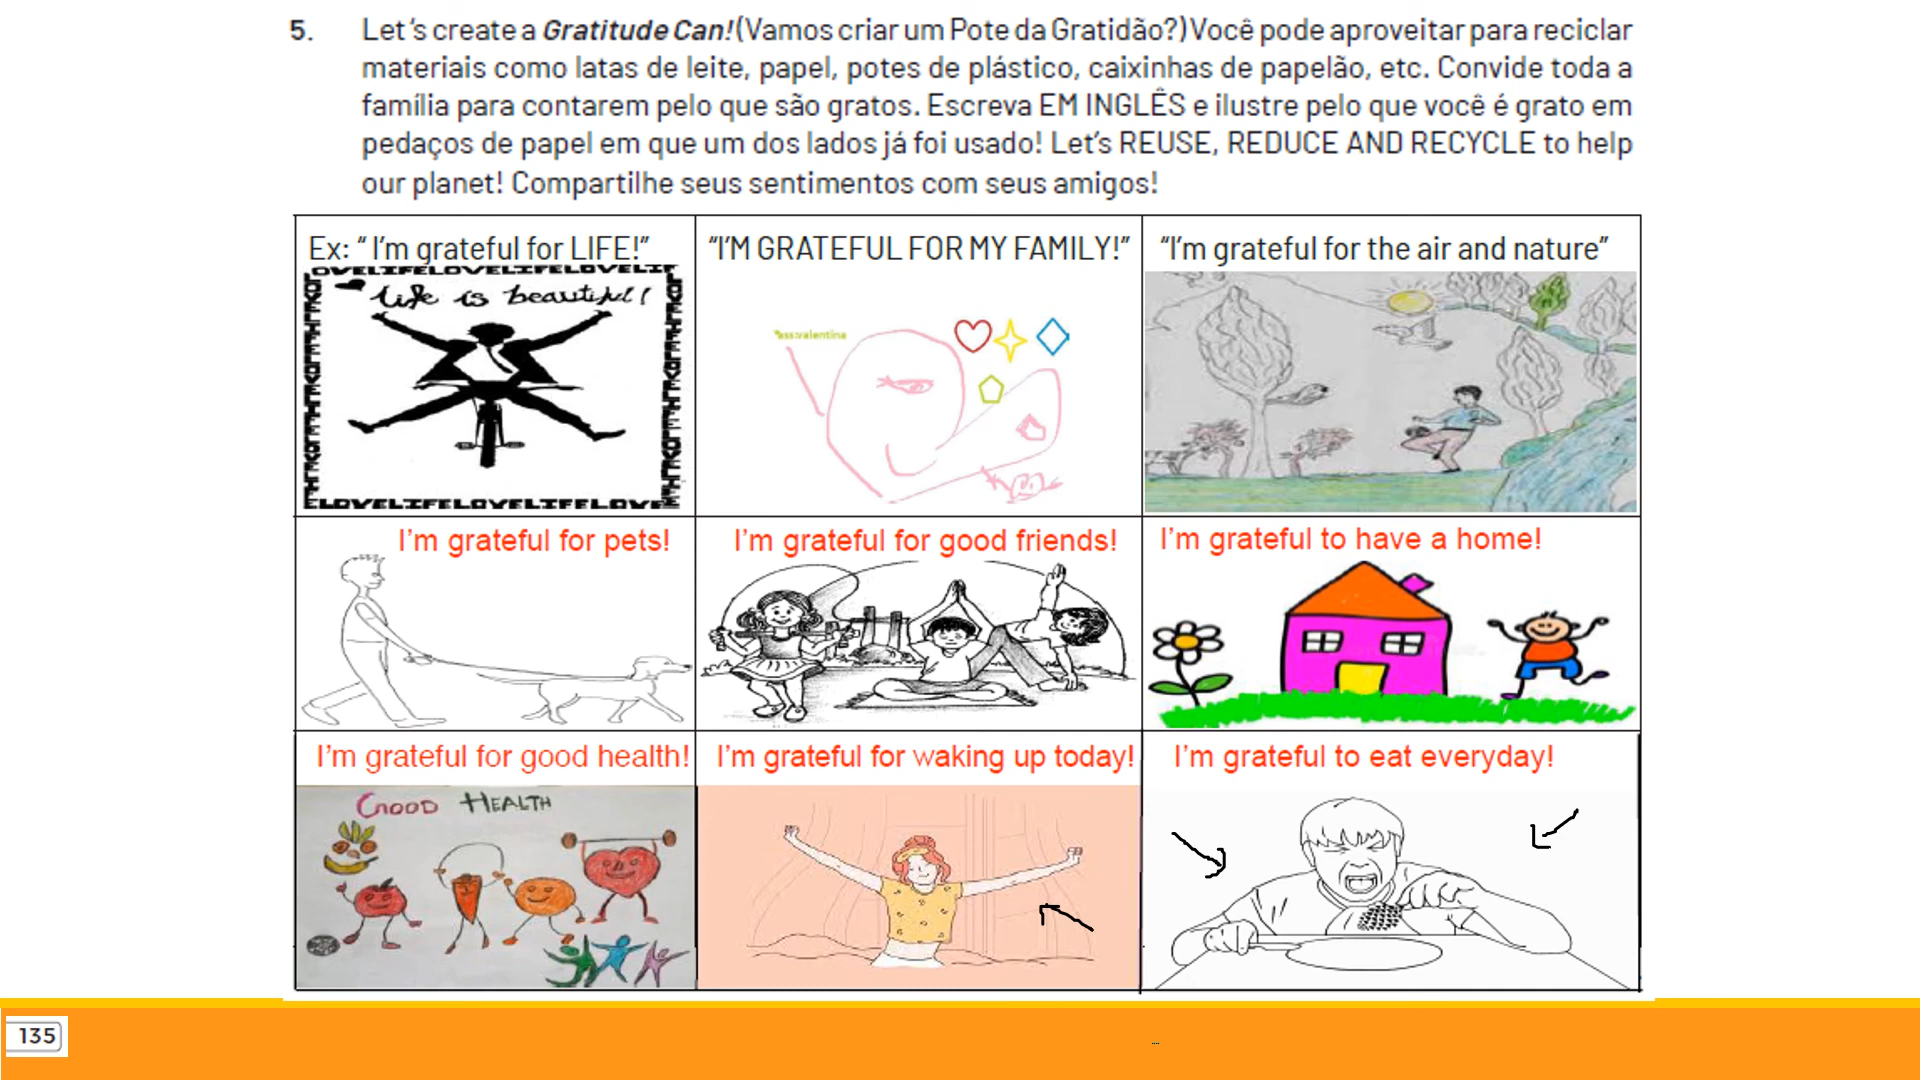 5. Let's create a Gratitude Can! (Vamos criar um Pote da Gratidão?) Você pode aproveitar para reciclar
materiais como latas de leite, papel, potes de plástico, caixinhas de papelão, etc. Convide toda a
família para contarem pelo que são gratos. Escreva EM INGLÊS e ilustre pelo que você é grato em
pedaços de papel em que um dos lados já foi usado! Let's REUSE, REDUCE AND RECYCLE to help
our planet! Compartilhe seus sentimentos com seus amigos!
Ex: " I'm grateful for LIFE!"
OVELIFELOVELIFELOVELIF
Life is beautiful!
ELOVELIFELOVELIFELOVE
"I'M GRATEFUL FOR MY FAMILY!"
ass:valentina
"I'm grateful for the air and nature"
I'm grateful for pets!
I'm grateful for good friends!
I'm grateful to have a home!
I'm grateful for good health!
GOOD HEALTH
I'm grateful for waking up today!
I'm grateful to eat everyday!
135